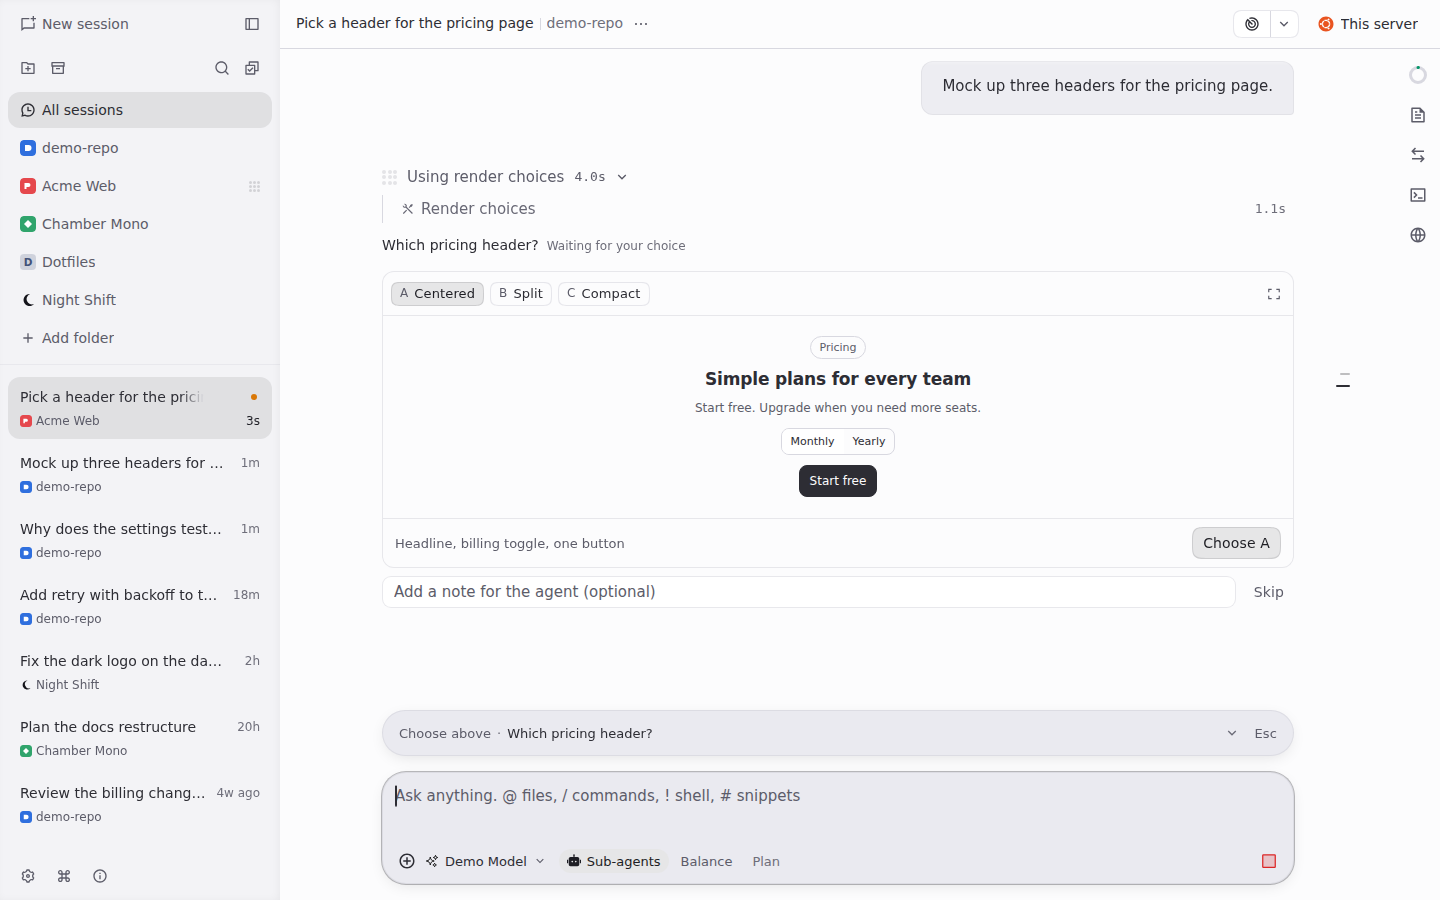 New session
All sessions
demo-repo
Acme Web
Chamber Mono
D Dotfiles
Night Shift
Add folder
Pick a header for the prici
Acme Web 3s
Mock up three headers for ... 1m
demo-repo
Why does the settings test... 1m
demo-repo
Add retry with backoff to t... 18m
demo-repo
Fix the dark logo on the da... 2h
Night Shift
Plan the docs restructure 20h
Chamber Mono
Review the billing chang... 4w ago
demo-repo
Pick a header for the pricing page demo-repo ...
This server
Mock up three headers for the pricing page.
Using render choices 4.0s
Render choices 1.1s
Which pricing header? Waiting for your choice
A Centered B Split C Compact
Pricing
Simple plans for every team
Start free. Upgrade when you need more seats.
Monthly Yearly
Start free
Headline, billing toggle, one button Choose A
Add a note for the agent (optional) Skip
Choose above · Which pricing header? Esc
Ask anything. @ files, / commands, ! shell, # snippets
Demo Model Sub-agents Balance Plan